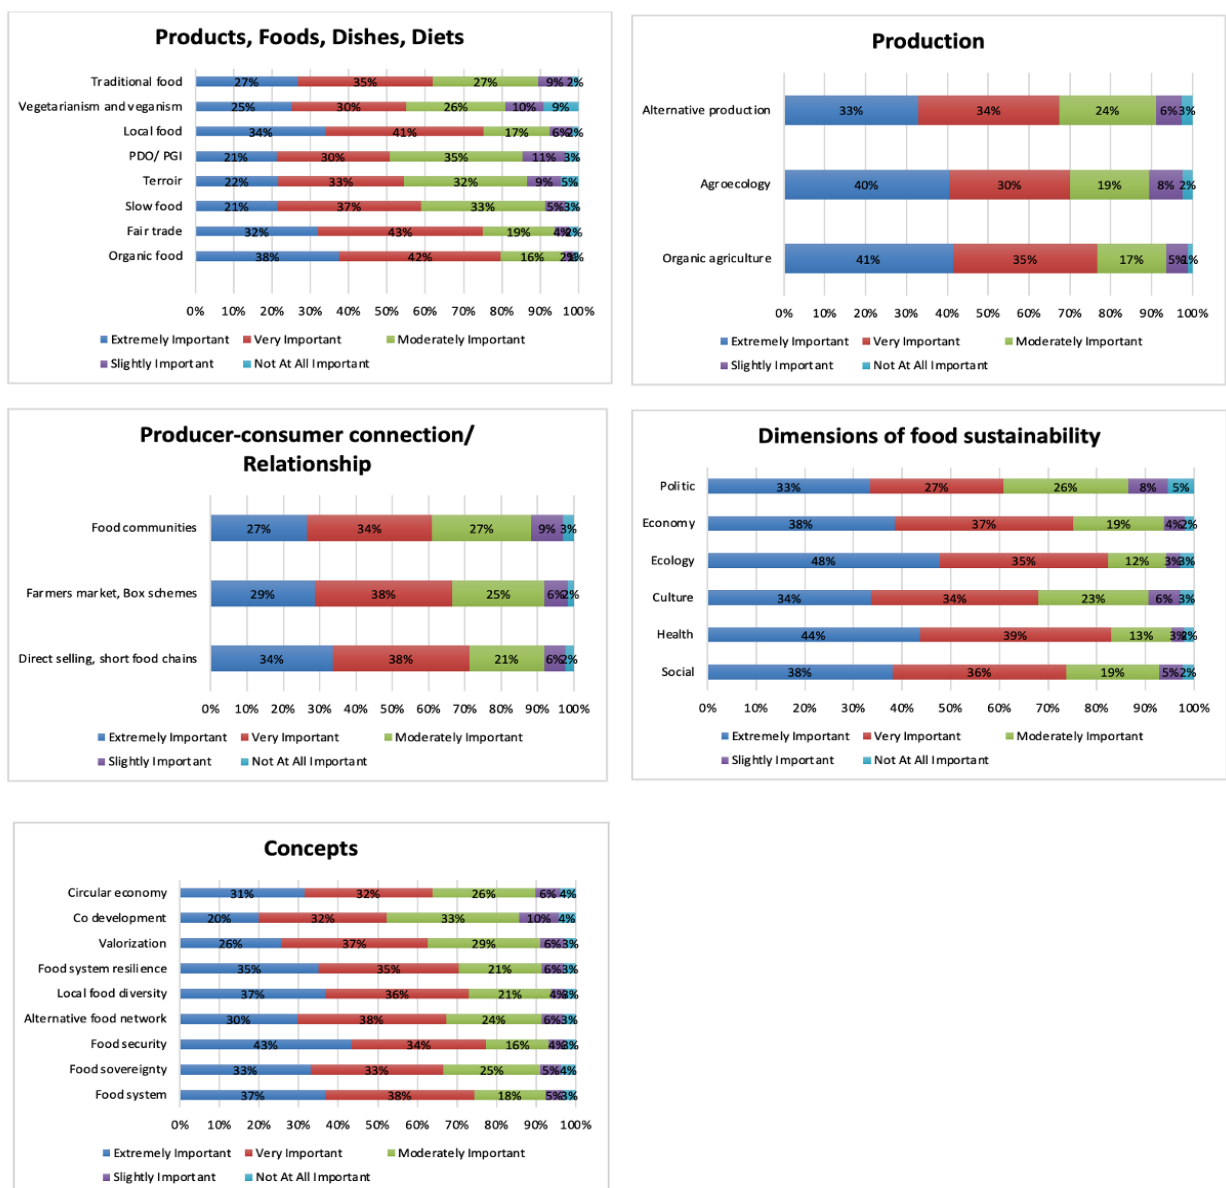 Products, Foods, Dishes, Diets
Traditional food 27% 35% 27% 9% 2%
Vegetarianism and veganism 25% 30% 26% 10% 9%
Local food 34% 41% 17% 6% 2%
PDO/ PGI 21% 30% 35% 11% 3%
Terroir 22% 33% 32% 9% 5%
Slow food 21% 37% 33% 5% 3%
Fair trade 32% 43% 19% 4% 2%
Organic food 38% 42% 16% 2% 1%
0% 10% 20% 30% 40% 50% 60% 70% 80% 90% 100%
Extremely Important Very Important Moderately Important
Slightly Important Not At All Important
Production
Alternative production 33% 34% 24% 6% 3%
Agroecology 40% 30% 19% 8% 2%
Organic agriculture 41% 35% 17% 5% 1%
0% 10% 20% 30% 40% 50% 60% 70% 80% 90% 100%
Extremely Important Very Important Moderately Important
Slightly Important Not At All Important
Producer-consumer connection/
Relationship
Food communities 27% 34% 27% 9% 3%
Farmers market, Box schemes 29% 38% 25% 6% 2%
Direct selling, short food chains 34% 38% 21% 6% 2%
0% 10% 20% 30% 40% 50% 60% 70% 80% 90% 100%
Extremely Important Very Important Moderately Important
Slightly Important Not At All Important
Dimensions of food sustainability
Politic 33% 27% 26% 8% 5%
Economy 38% 37% 19% 4% 2%
Ecology 48% 35% 12% 3% 3%
Culture 34% 34% 23% 6% 3%
Health 44% 39% 13% 3% 2%
Social 38% 36% 19% 5% 2%
0% 10% 20% 30% 40% 50% 60% 70% 80% 90% 100%
Extremely Important Very Important Moderately Important
Slightly Important Not At All Important
Concepts
Circular economy 31% 32% 26% 6% 4%
Co development 20% 32% 33% 10% 4%
Valorization 26% 37% 29% 6% 3%
Food system resilience 35% 35% 21% 6% 3%
Local food diversity 37% 36% 21% 4% 3%
Alternative food network 30% 38% 24% 6% 3%
Food security 43% 34% 16% 4% 3%
Food sovereignty 33% 33% 25% 5% 4%
Food system 37% 38% 18% 5% 3%
0% 10% 20% 30% 40% 50% 60% 70% 80% 90% 100%
Extremely Important Very Important Moderately Important
Slightly Important Not At All Important